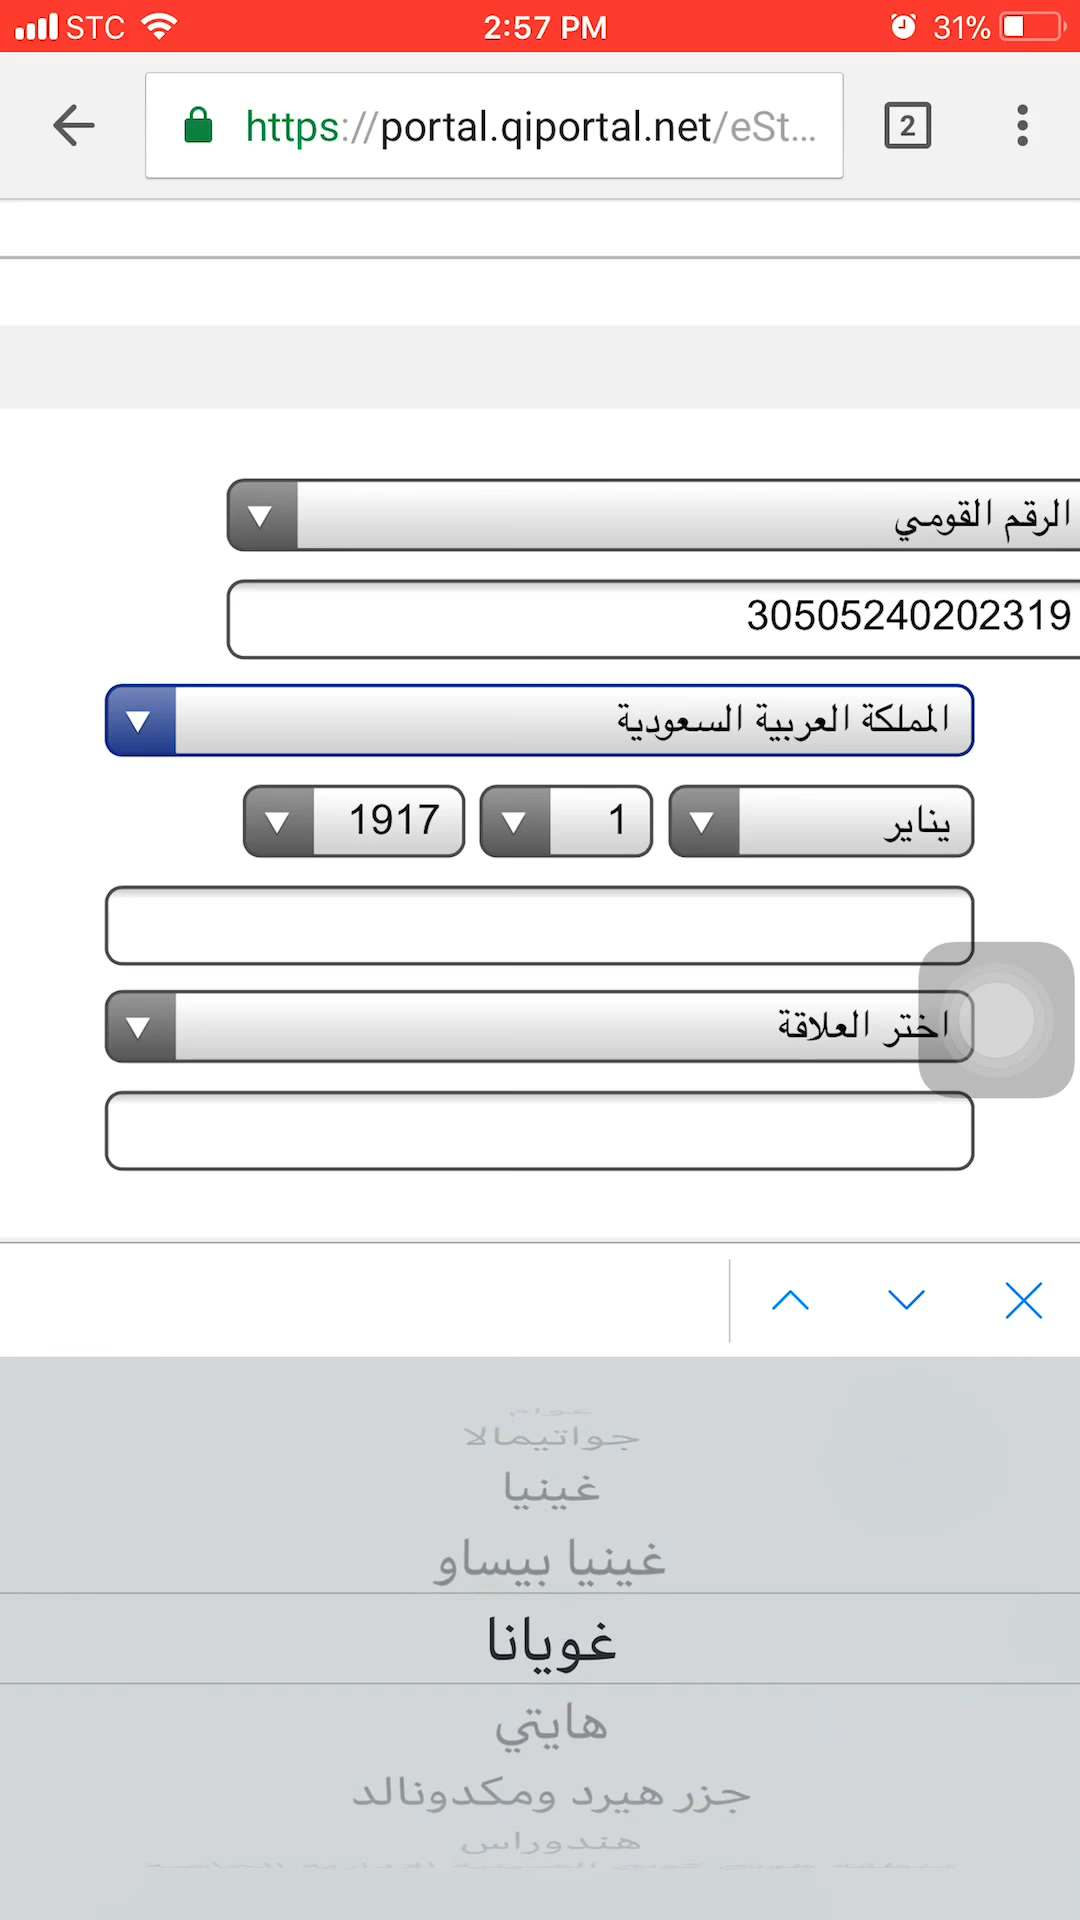 STC 2:57 PM 31%
https://portal.qiportal.net/eSt... 2
الرقم القومي
30505240202319
المملكة العربية السعودية
يناير 1 1917
اختر العلاقة
غوام
جواتيمالا
غينيا
غينيا بيساو
غويانا
هايتي
جزر هيرد ومكدونالد
هندوراس